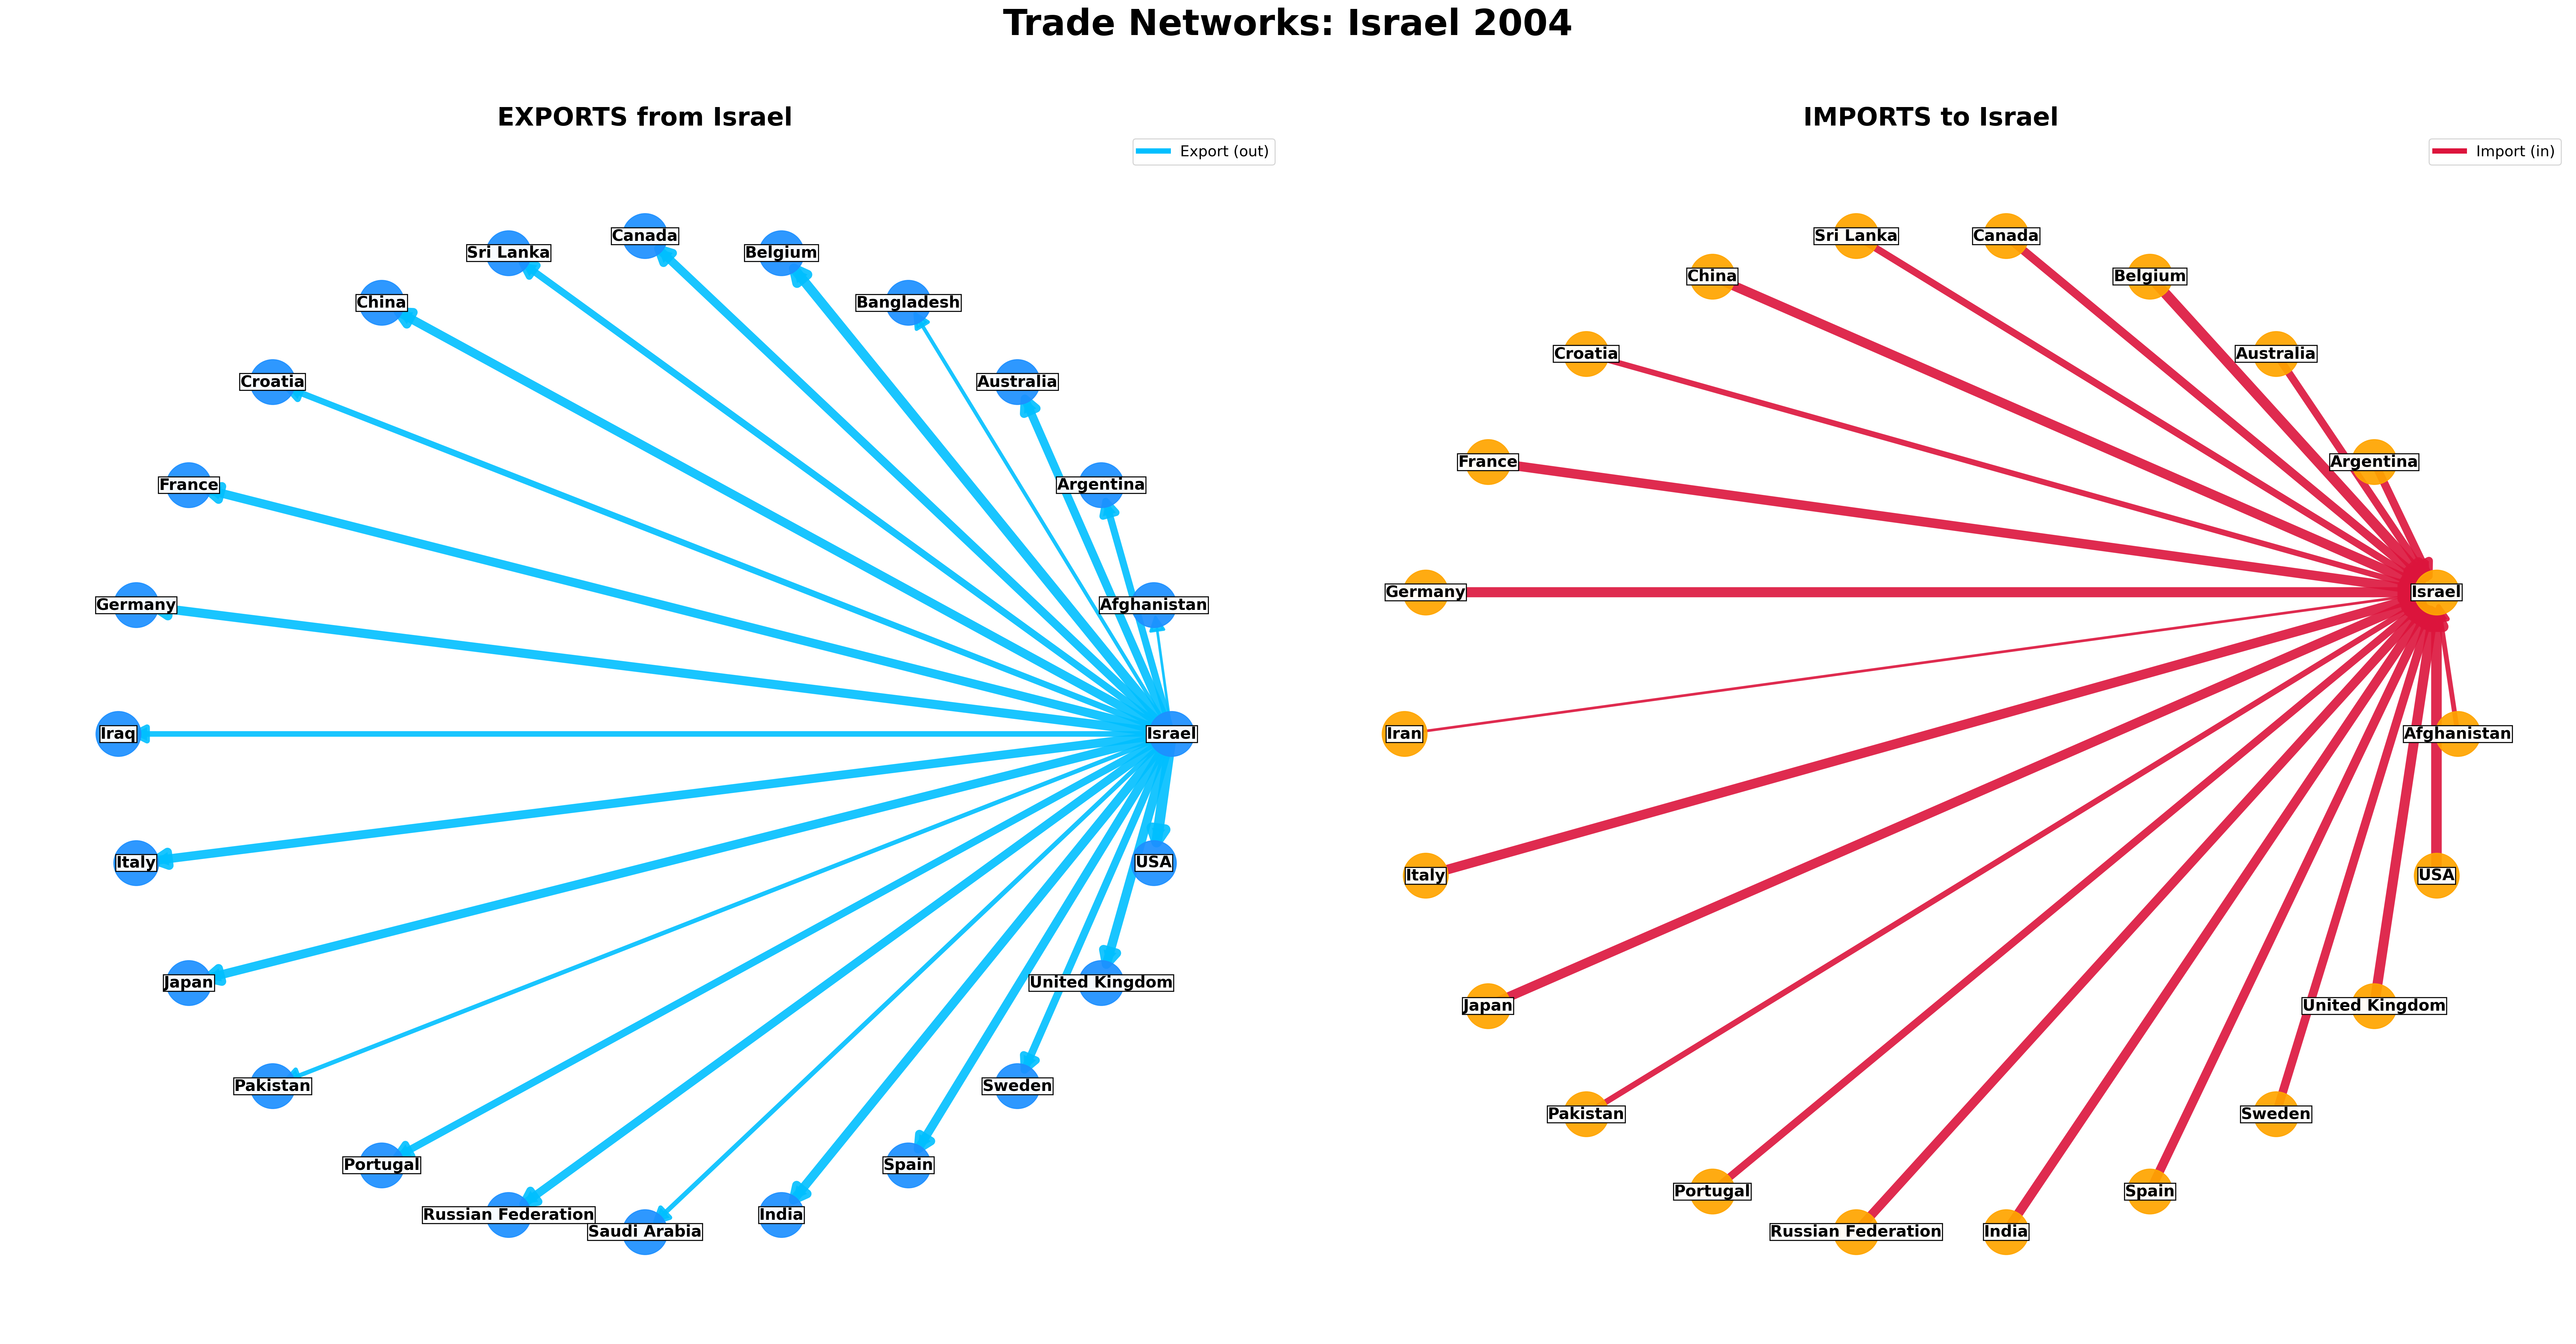 Trade Networks: Israel 2004
EXPORTS from Israel
Export (out)
Canada
Sri Lanka
Belgium
China
Bangladesh
Croatia
Australia
France
Argentina
Germany
Afghanistan
Iraq
Israel
Italy
USA
Japan
United Kingdom
Pakistan
Sweden
Portugal
Spain
Russian Federation
India
Saudi Arabia
IMPORTS to Israel
Import (in)
Sri Lanka
Canada
China
Belgium
Croatia
Australia
France
Argentina
Germany
Israel
Iran
Afghanistan
Italy
USA
Japan
United Kingdom
Pakistan
Sweden
Portugal
Spain
Russian Federation
India